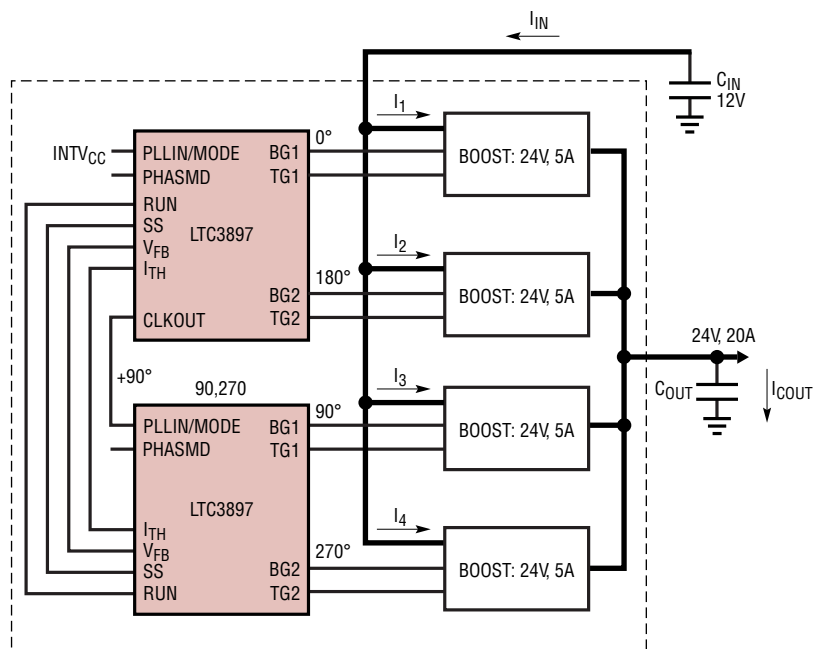 I_IN
C_IN
12V
I_1
0°
INTV_CC
PLLIN/MODE
BG1
BOOST: 24V, 5A
PHASMD
TG1
RUN
SS
LTC3897
V_FB
I_TH
I_2
180°
BG2
BOOST: 24V, 5A
CLKOUT
TG2
24V, 20A
+90°
90,270
I_3
C_OUT
I_COUT
90°
PLLIN/MODE
BG1
BOOST: 24V, 5A
PHASMD
TG1
LTC3897
I_4
I_TH
V_FB
270°
SS
BG2
BOOST: 24V, 5A
RUN
TG2